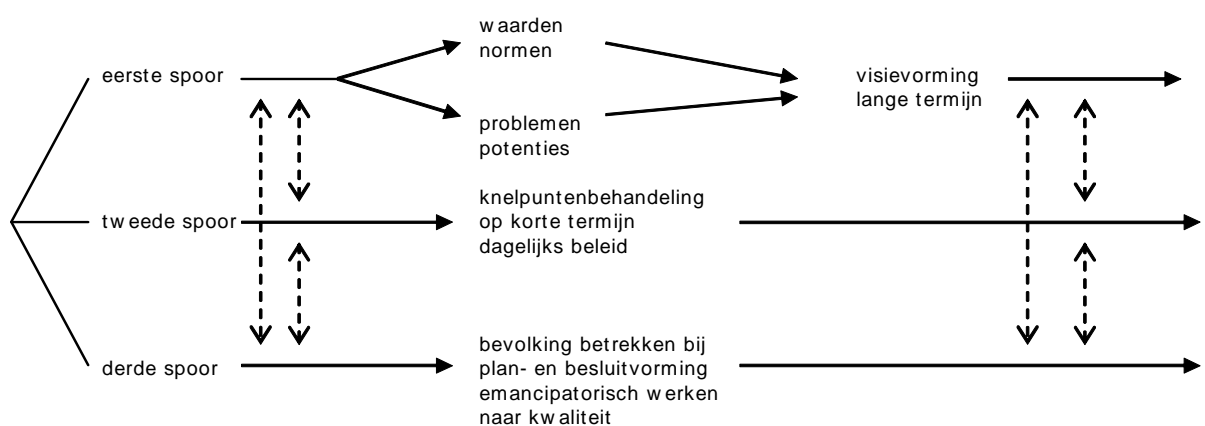 eerste spoor
waarden
normen
problemen
potenties
visievorming
lange termijn
tweede spoor
knelpuntenbehandeling
op korte termijn
dagelijks beleid
derde spoor
bevolking betrekken bij
plan- en besluitvorming
emancipatorisch werken
naar kwaliteit